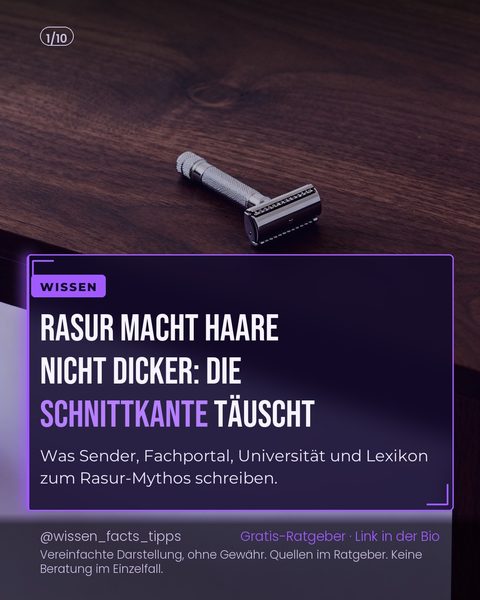 1/10
WISSEN
RASUR MACHT HAARE
NICHT DICKER: DIE
SCHNITTKANTE TÄUSCHT
Was Sender, Fachportal, Universität und Lexikon
zum Rasur-Mythos schreiben.
@wissen_facts_tipps Gratis-Ratgeber · Link in der Bio
Vereinfachte Darstellung, ohne Gewähr. Quellen im Ratgeber. Keine
Beratung im Einzelfall.